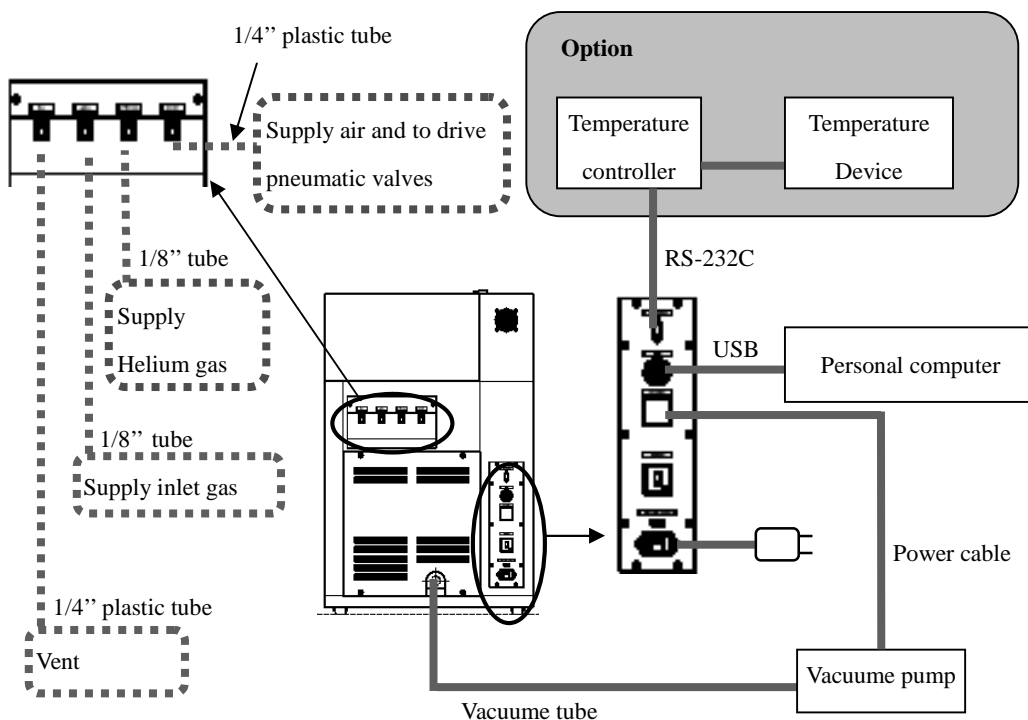 1/4’’ plastic tube
Option
Supply air and to drive
pneumatic valves
Temperature
controller
Temperature
Device
1/8’’ tube
RS-232C
Supply
Helium gas
USB
Personal computer
1/8’’ tube
Supply inlet gas
Power cable
1/4’’ plastic tube
Vent
Vacuume pump
Vacuume tube